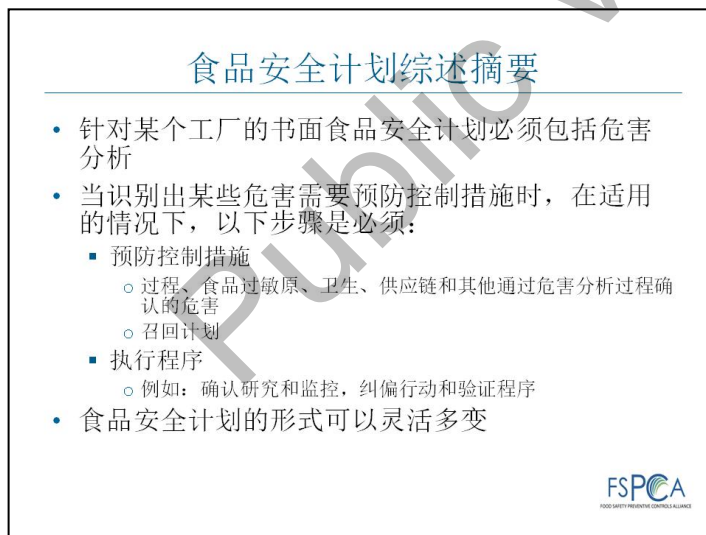 食品安全计划综述摘要
• 针对某个工厂的书面食品安全计划必须包括危害
分析
• 当识别出某些危害需要预防控制措施时，在适用
的情况下，以下步骤是必须：
▪ 预防控制措施
o 过程、食品过敏原、卫生、供应链和其他通过危害分析过程确
认的危害
o 召回计划
▪ 执行程序
o 例如：确认研究和监控，纠偏行动和验证程序
• 食品安全计划的形式可以灵活多变
FSPCA
FOOD SAFETY PREVENTIVE CONTROLS ALLIANCE
Public